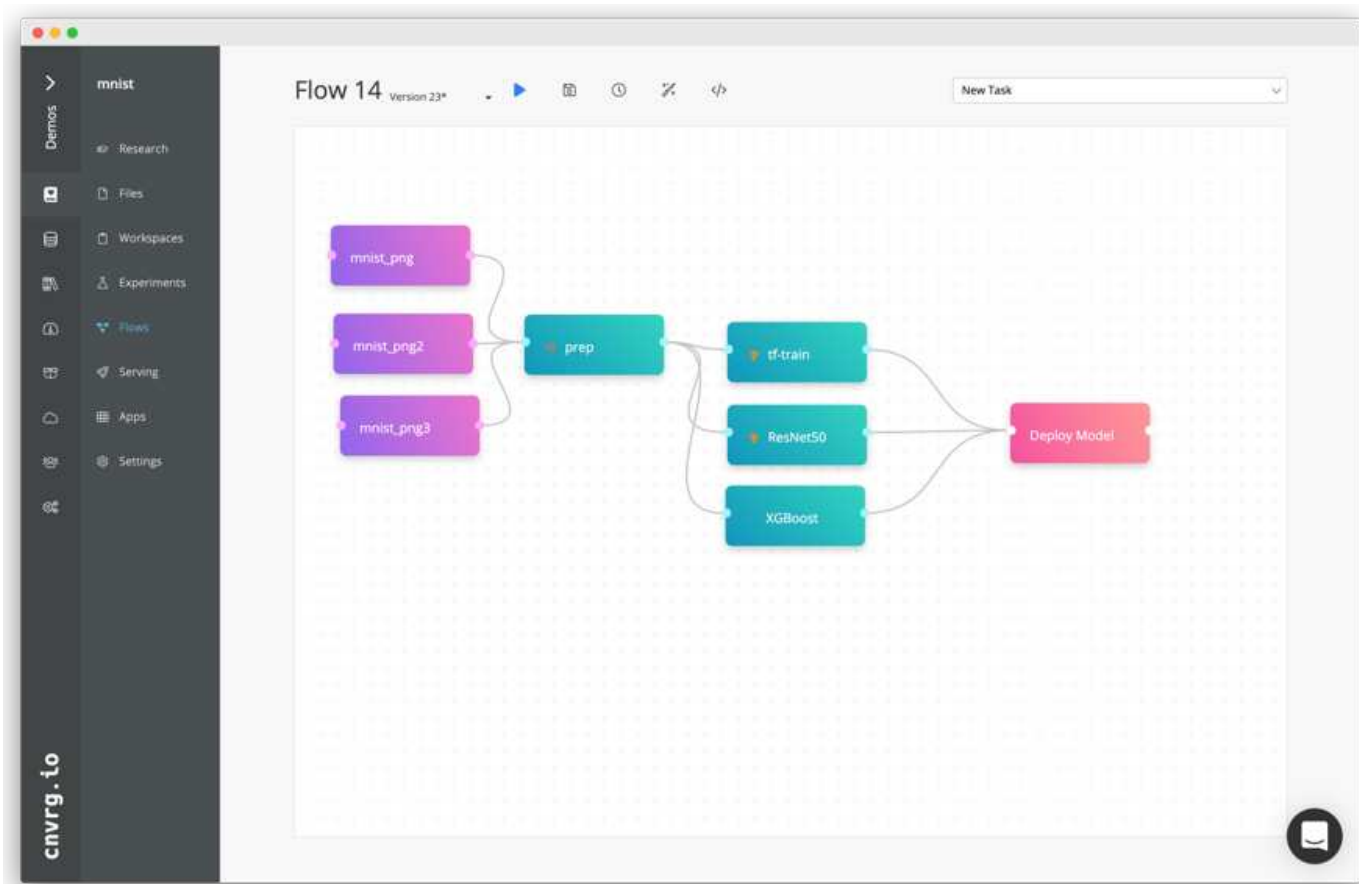 mnist
Demos
Research
Files
Workspaces
Experiments
Flows
Serving
Apps
Settings
cnvrg.io
Flow 14 Version 23*
New Task
mnist_png
mnist_png2
mnist_png3
prep
tf-train
ResNet50
XGBoost
Deploy Model